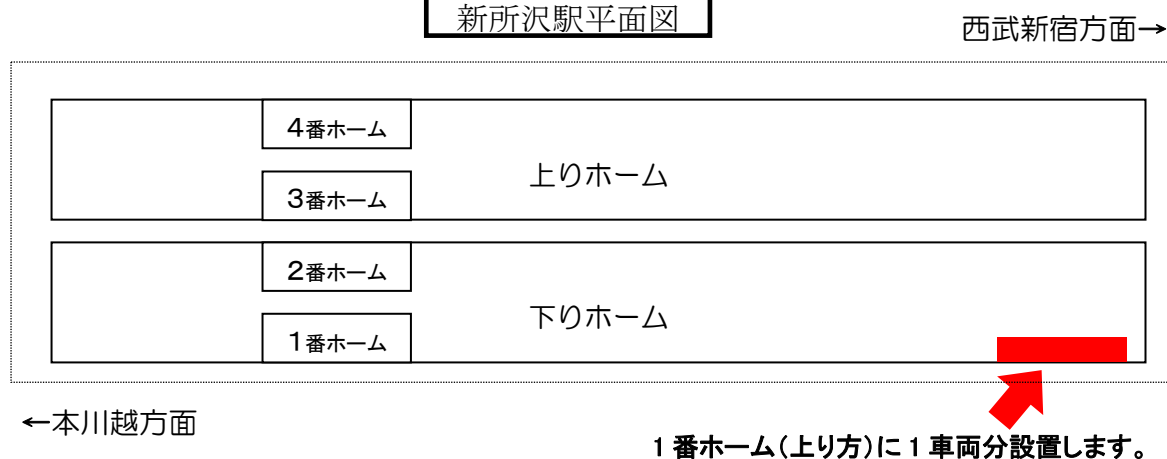 新所沢駅平面図
西武新宿方面→
4番ホーム
上りホーム
3番ホーム
2番ホーム
下りホーム
1番ホーム
←本川越方面
1番ホーム(上り方)に1車両分設置します。